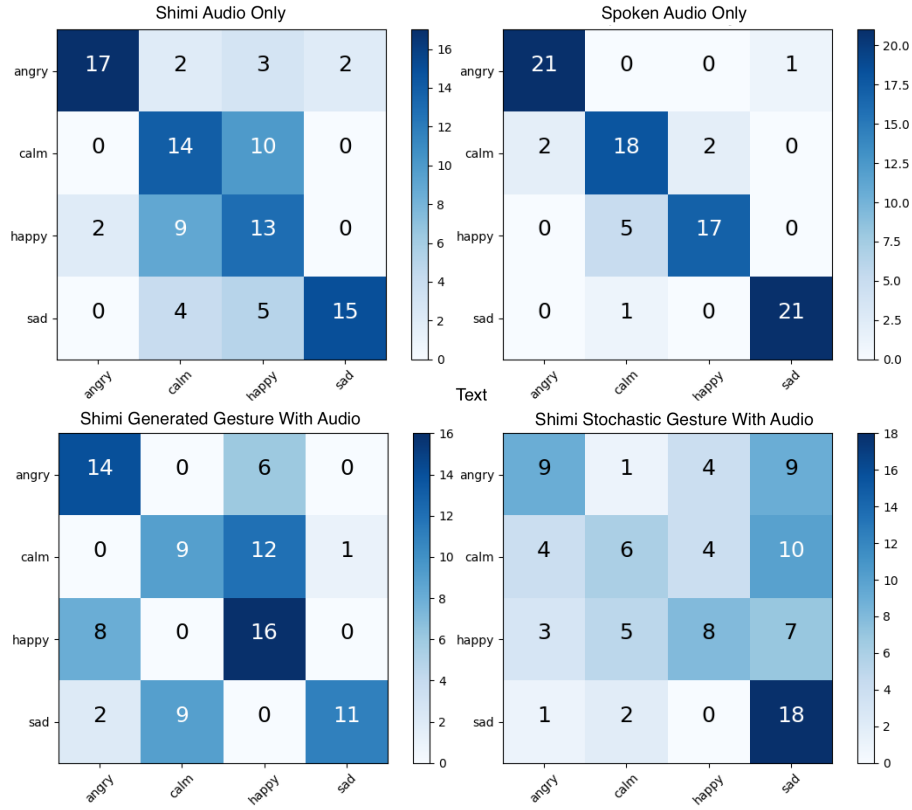 Shimi Audio Only
angry 17 2 3 2
calm 0 14 10 0
happy 2 9 13 0
sad 0 4 5 15
angry calm happy sad
16
14
12
10
8
6
4
2
0
Spoken Audio Only
21 0 0 1
2 18 2 0
0 5 17 0
0 1 0 21
angry calm happy sad
20.0
17.5
15.0
12.5
10.0
7.5
5.0
2.5
0.0
Text
Shimi Generated Gesture With Audio
angry 14 0 6 0
calm 0 9 12 1
happy 8 0 16 0
sad 2 9 0 11
angry calm happy sad
16
14
12
10
8
6
4
2
0
Shimi Stochastic Gesture With Audio
angry 9 1 4 9
calm 4 6 4 10
happy 3 5 8 7
sad 1 2 0 18
angry calm happy sad
18
16
14
12
10
8
6
4
2
0